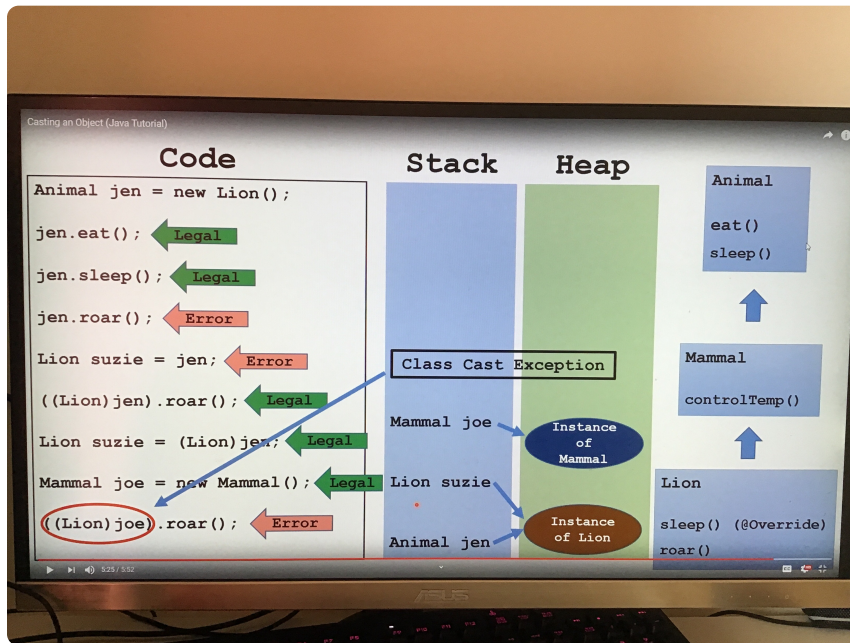 Casting an Object (Java Tutorial)
Code
Animal jen = new Lion();
jen.eat();
Legal
jen.sleep();
Legal
jen.roar();
Error
Lion suzie = jen;
Error
((Lion)jen).roar();
Legal
Lion suzie = (Lion)jen;
Legal
Mammal joe = new Mammal();
Legal
((Lion)joe).roar();
Error
Stack
Heap
Class Cast Exception
Mammal joe
Instance
of
Mammal
Lion suzie
Animal jen
Instance
of Lion
Animal
eat()
sleep()
Mammal
controlTemp()
Lion
sleep() (@Override)
roar()
5:25 / 5:52
ASUS